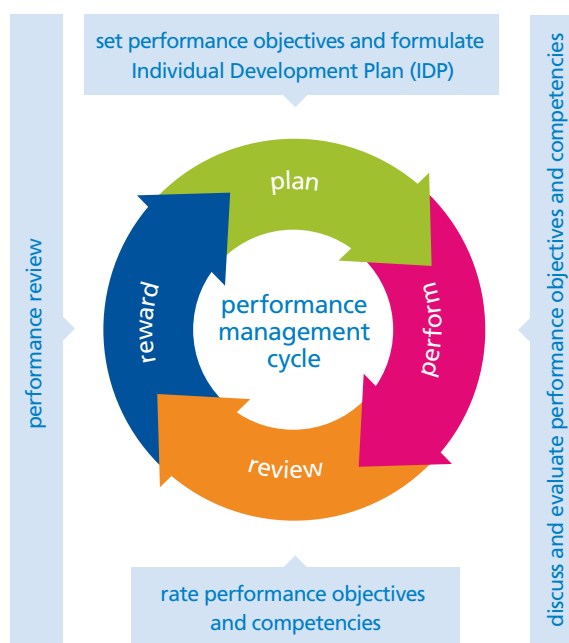 set performance objectives and formulate
Individual Development Plan (IDP)
plan
perform
review
reward
performance
management
cycle
discuss and evaluate performance objectives and competencies
rate performance objectives
and competencies
performance review